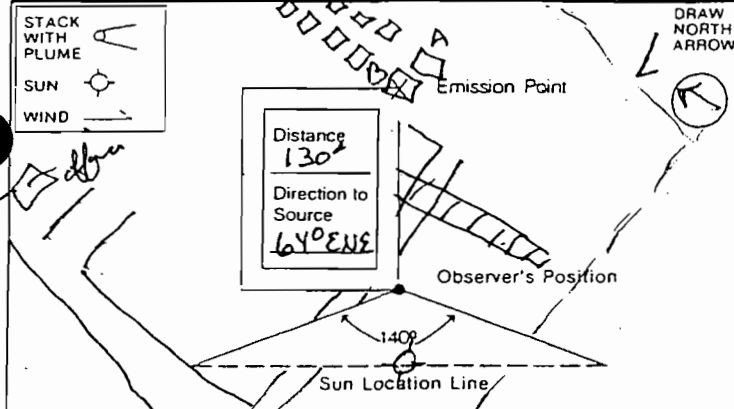 STACK
WITH
PLUME
SUN
WIND
DRAW
NORTH
ARROW
A
B
Emission Point
Distance
130'
Direction to
Source
64° ENE
Observer's Position
140°
Sun Location Line